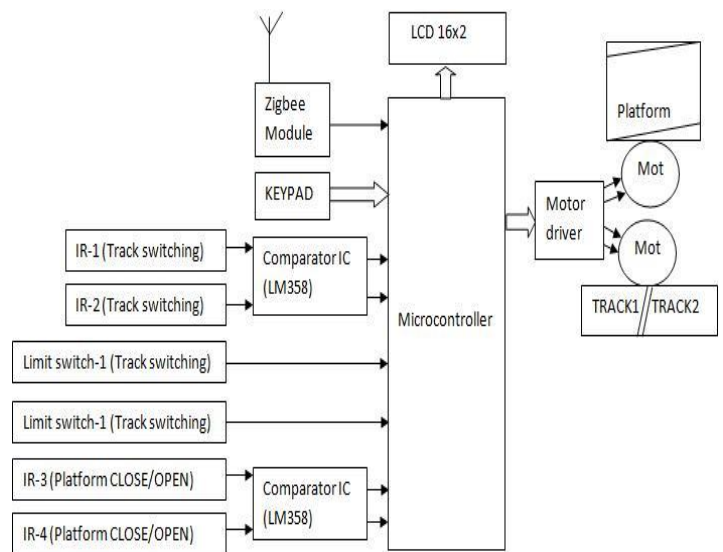 LCD 16x2
Zigbee
Module
KEYPAD
IR-1 (Track switching)
IR-2 (Track switching)
Comparator IC
(LM358)
Limit switch-1 (Track switching)
Limit switch-1 (Track switching)
IR-3 (Platform CLOSE/OPEN)
IR-4 (Platform CLOSE/OPEN)
Comparator IC
(LM358)
Microcontroller
Motor
driver
Platform
Mot
Mot
TRACK1
TRACK2